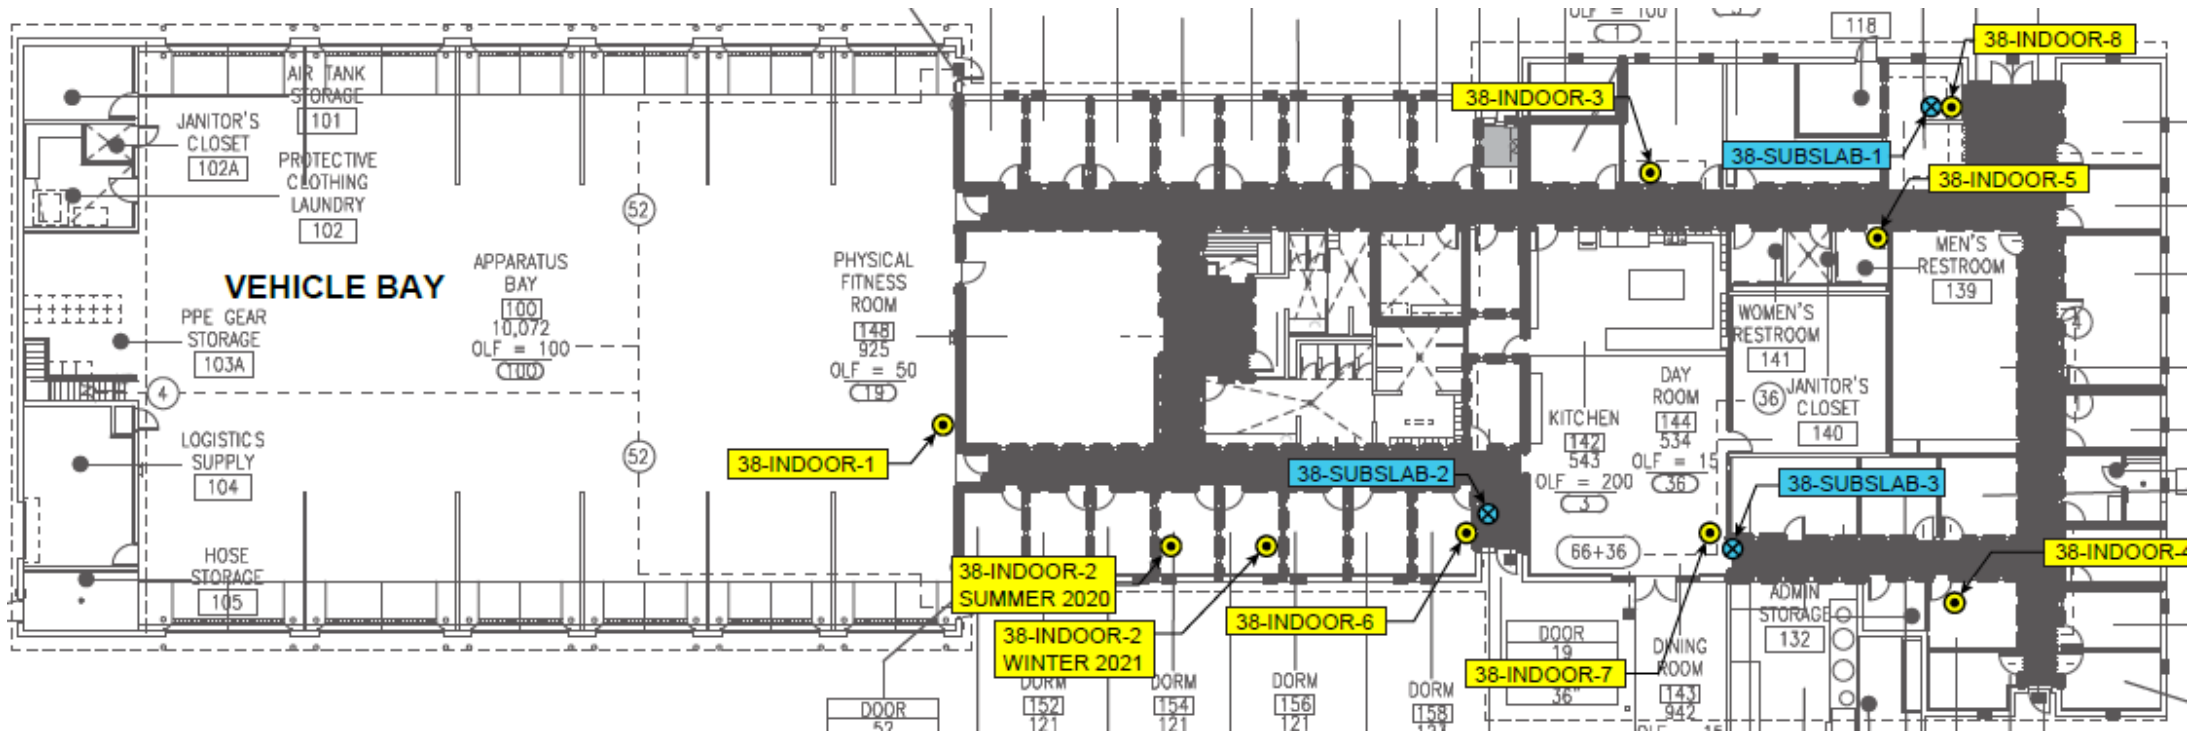 OLF = 100
1
118
38-INDOOR-8
AIR TANK
STORAGE
101
38-INDOOR-3
JANITOR'S
CLOSET
102A
PROTECTIVE
CLOTHING
LAUNDRY
102
38-SUBSLAB-1
38-INDOOR-5
52
VEHICLE BAY
APPARATUS
BAY
100
10,072
OLF = 100
100
PHYSICAL
FITNESS
ROOM
148
925
OLF = 50
19
MEN'S
RESTROOM
139
PPE GEAR
STORAGE
103A
WOMEN'S
RESTROOM
141
4
4
DAY
ROOM
144
534
OLF = 15
36
36
JANITOR'S
CLOSET
140
KITCHEN
142
543
OLF = 200
3
LOGISTICS
SUPPLY
104
52
38-INDOOR-1
38-SUBSLAB-2
38-SUBSLAB-3
HOSE
STORAGE
105
66+36
38-INDOOR-4
38-INDOOR-2
SUMMER 2020
38-INDOOR-2
WINTER 2021
38-INDOOR-6
38-INDOOR-7
ADMIN
STORAGE
132
DOOR
19
36"
DINING
ROOM
143
942
DORM
152
121
DORM
154
121
DORM
156
121
DORM
158
DOOR
52